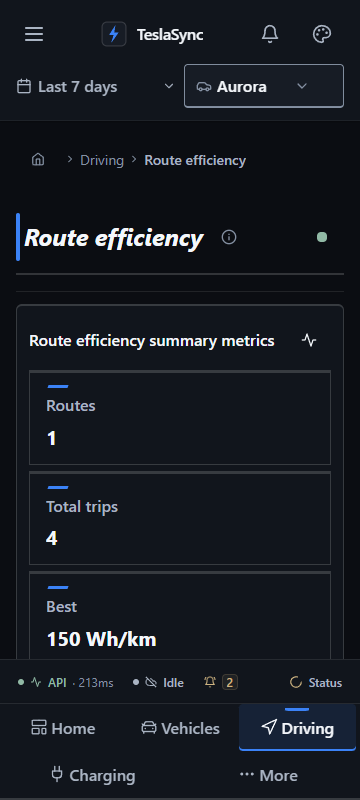 TeslaSync
Last 7 days
Aurora
Driving
Route efficiency
Route efficiency
Route efficiency summary metrics
Routes
1
Total trips
4
Best
150 Wh/km
API · 213ms
Idle
2
Status
Home
Vehicles
Driving
Charging
More